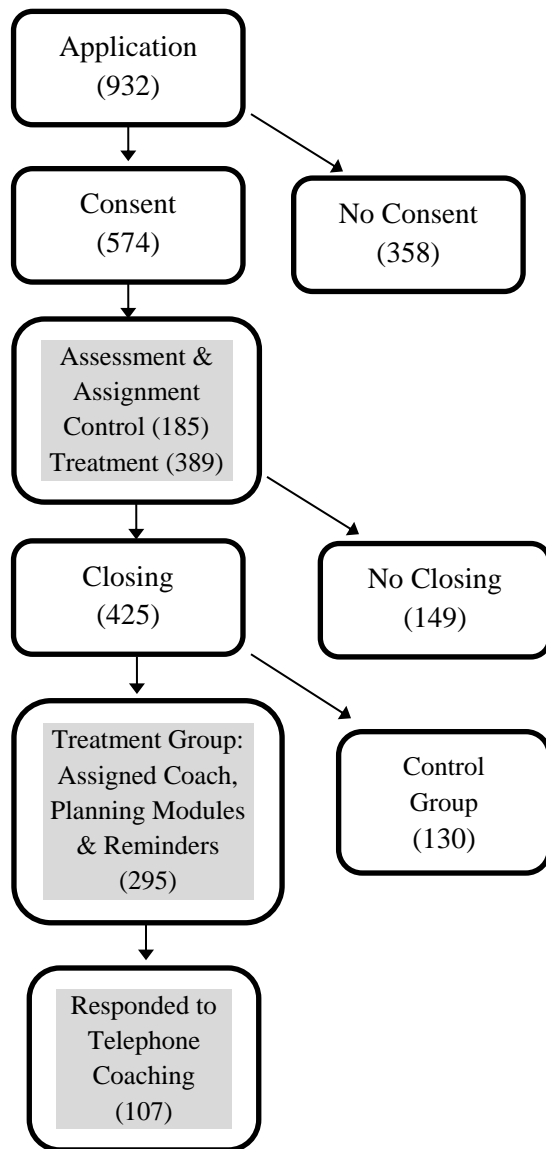 Application
(932)
Consent
(574)
No Consent
(358)
Assessment &
Assignment
Control (185)
Treatment (389)
Closing
(425)
No Closing
(149)
Treatment Group:
Assigned Coach,
Planning Modules
& Reminders
(295)
Control
Group
(130)
Responded to
Telephone
Coaching
(107)